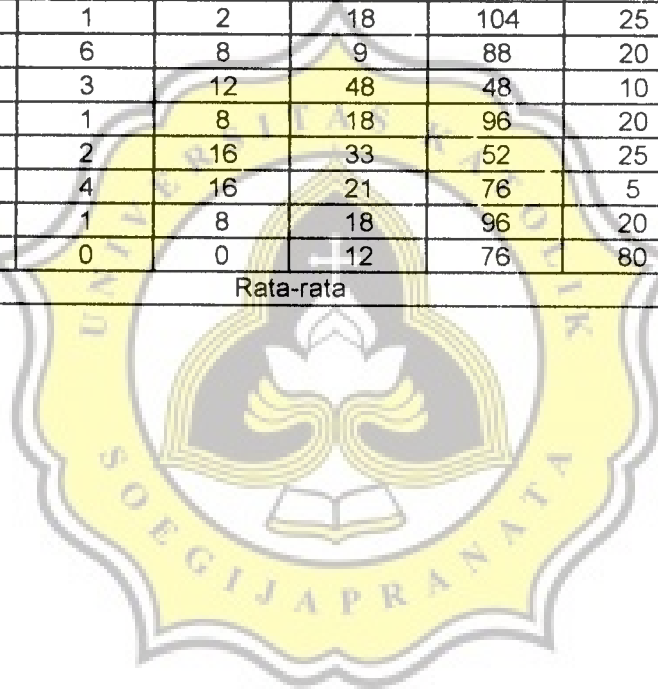 1 2 18 104 25
6 8 9 88 20
3 12 48 48 10
1 8 18 96 20
2 16 33 52 25
4 16 21 76 5
1 8 18 96 20
0 0 12 76 80
Rata-rata
UNIVERSITAS KATOLIK
SOEGIJAPRANATA